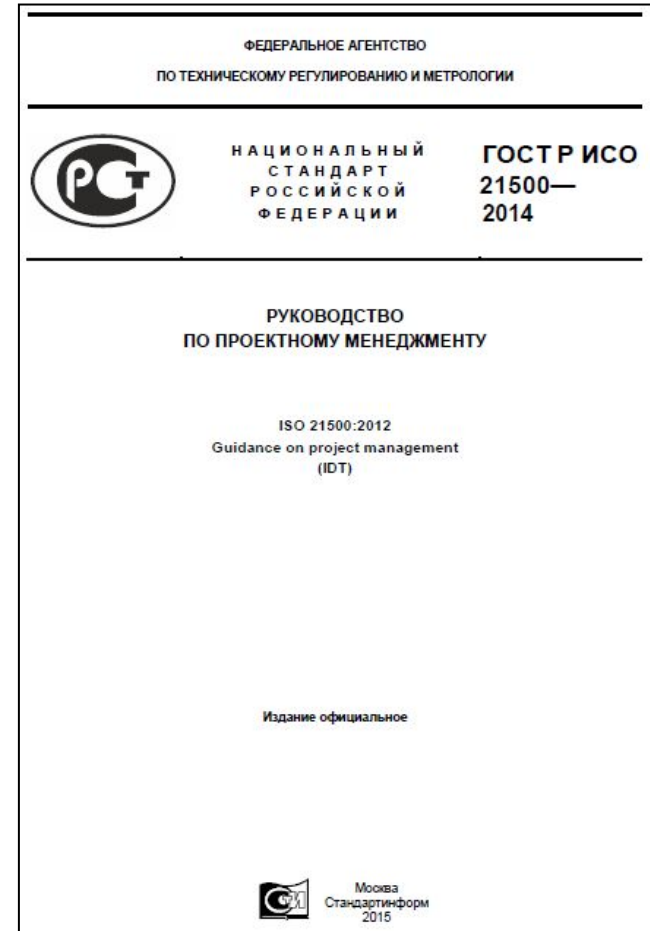 ФЕДЕРАЛЬНОЕ АГЕНТСТВО
ПО ТЕХНИЧЕСКОМУ РЕГУЛИРОВАНИЮ И МЕТРОЛОГИИ
РСТ
НАЦИОНАЛЬНЫЙ
СТАНДАРТ
РОССИЙСКОЙ
ФЕДЕРАЦИИ
ГОСТ Р ИСО
21500—
2014
РУКОВОДСТВО
ПО ПРОЕКТНОМУ МЕНЕДЖМЕНТУ
ISO 21500:2012
Guidance on project management
(IDT)
Издание официальное
Москва
Стандартинформ
2015